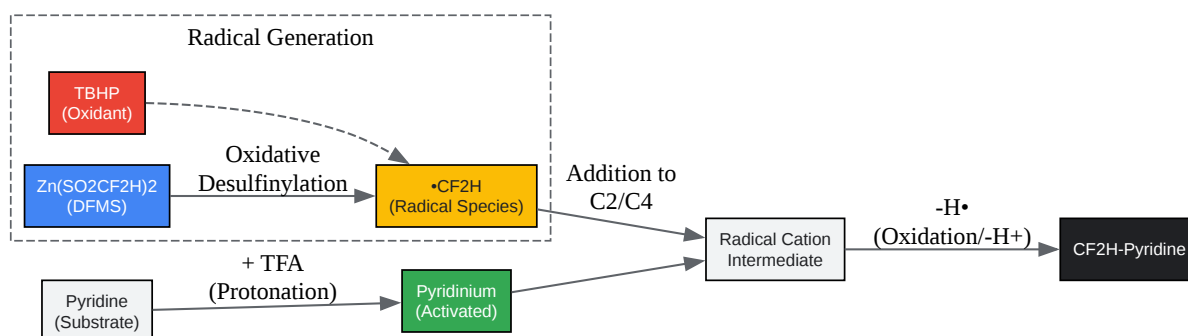 Radical Generation
TBHP
(Oxidant)
Zn(SO2CF2H)2
(DFMS)
Oxidative
Desulfinylation
•CF2H
(Radical Species)
Addition to
C2/C4
Pyridine
(Substrate)
+ TFA
(Protonation)
Pyridinium
(Activated)
Radical Cation
Intermediate
-H•
(Oxidation/-H+)
CF2H-Pyridine